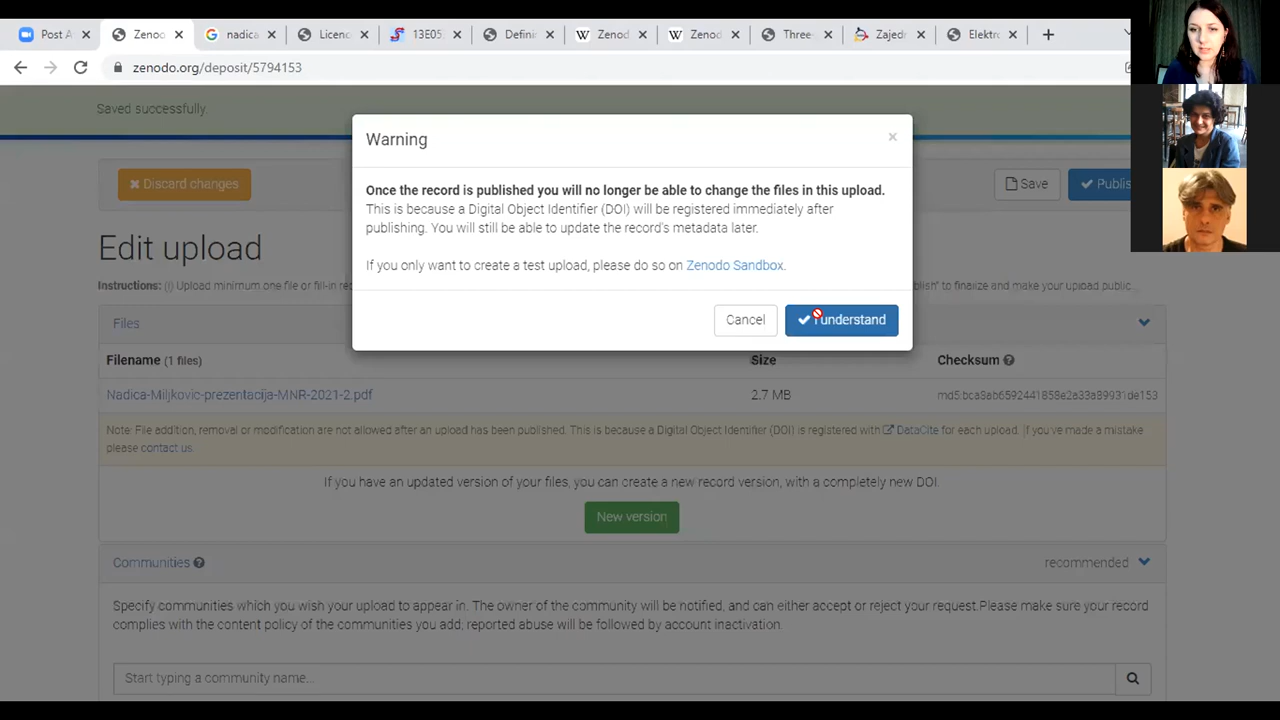 Post A
Zeno
nadica
Licenc
13E05
Defini
Zenod
Zenod
Three-
Zajedr
Elektro
zenodo.org/deposit/5794153
Saved successfully.
Warning
Once the record is published you will no longer be able to change the files in this upload.
This is because a Digital Object Identifier (DOI) will be registered immediately after
publishing. You will still be able to update the record's metadata later.
If you only want to create a test upload, please do so on Zenodo Sandbox.
Cancel
I understand
Discard changes
Save
Publis
Edit upload
Instructions: (i) Upload minimum one file or fill-in re
blish" to finalize and make your upload public.
Files
Filename (1 files)
Size
Checksum
Nadica-Miljkovic-prezentacija-MNR-2021-2.pdf
2.7 MB
Note: File addition, removal or modification are not allowed after an upload has been published. This is because a Digital Object Identifier (DOI) is registered with DataCite for each upload. If you've made a mistake
please contact us.
If you have an updated version of your files, you can create a new record version, with a completely new DOI.
New version
Communities
recommended
Specify communities which you wish your upload to appear in. The owner of the community will be notified, and can either accept or reject your request.Please make sure your record
complies with the content policy of the communities you add; reported abuse will be followed by account inactivation.
Start typing a community name...